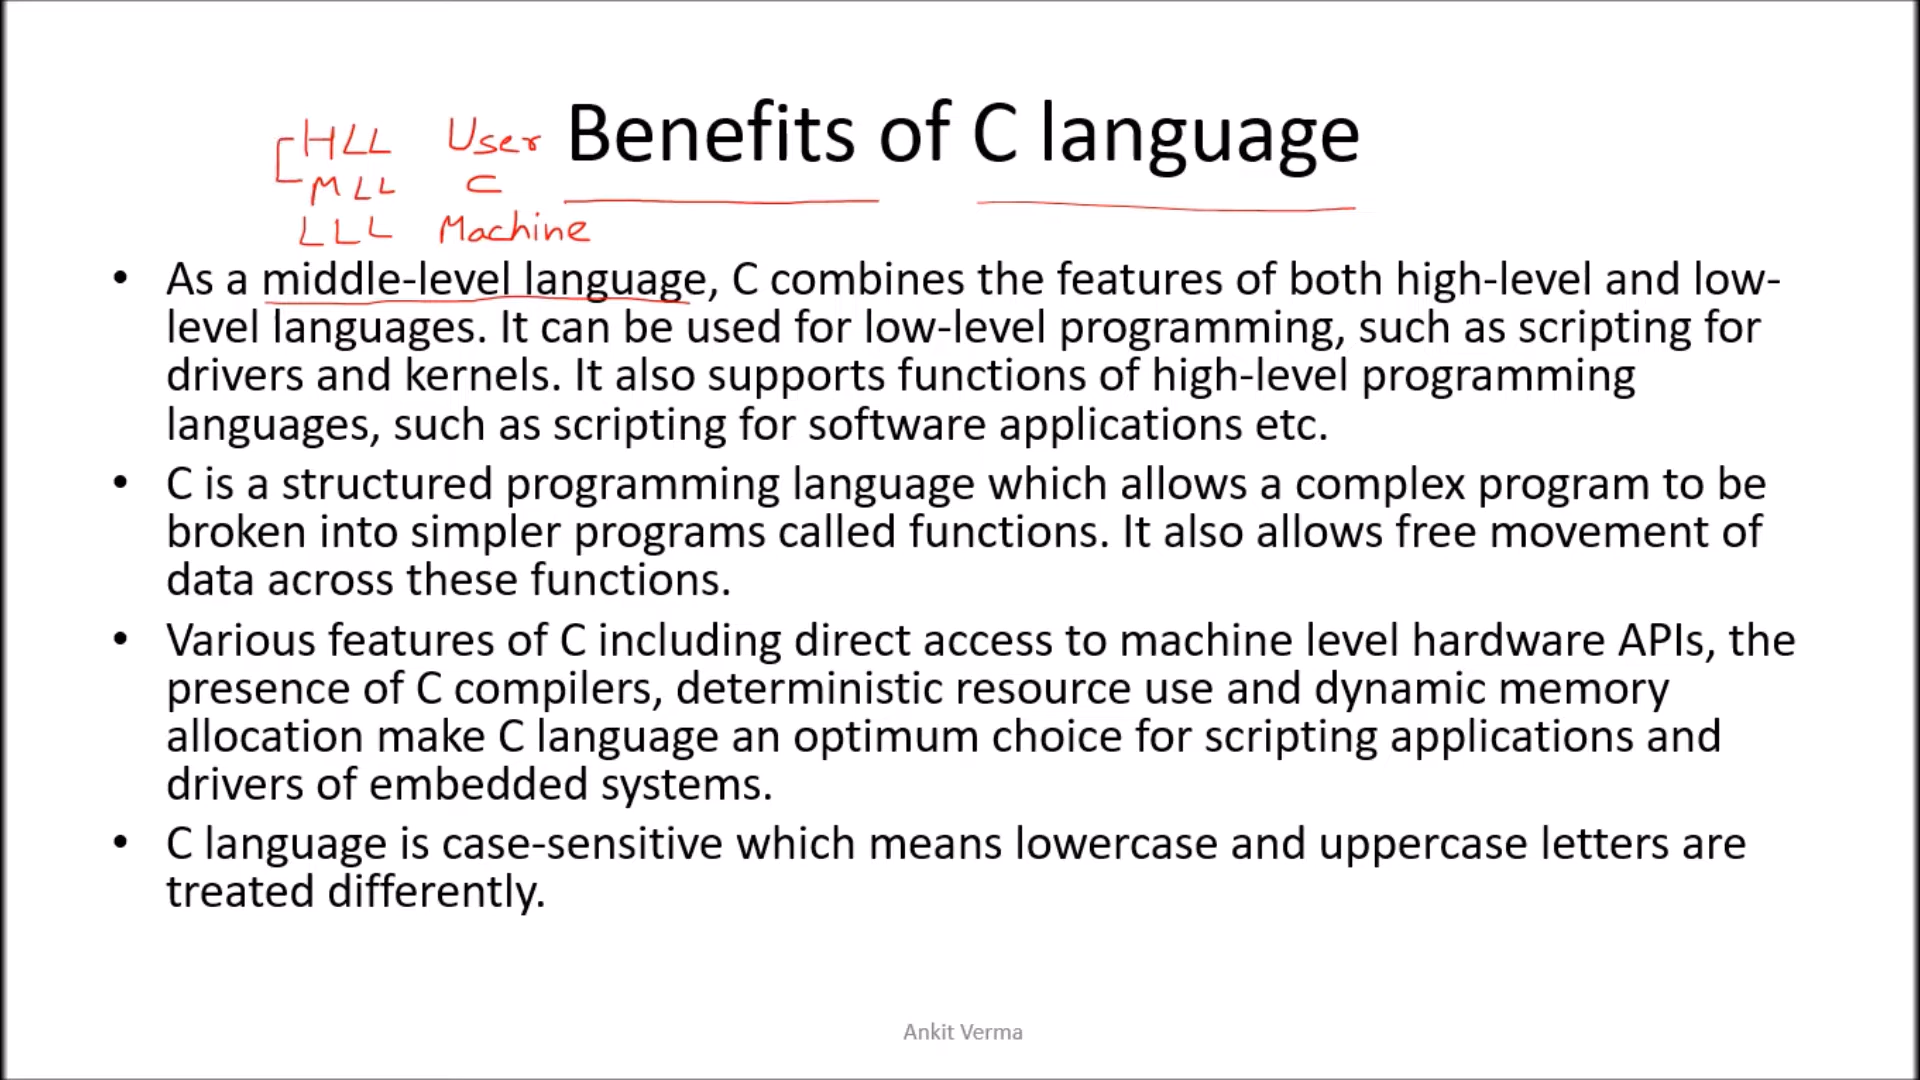 HLL User Benefits of C language
MLL C
LLL Machine
• As a middle-level language, C combines the features of both high-level and low-
level languages. It can be used for low-level programming, such as scripting for
drivers and kernels. It also supports functions of high-level programming
languages, such as scripting for software applications etc.
• C is a structured programming language which allows a complex program to be
broken into simpler programs called functions. It also allows free movement of
data across these functions.
• Various features of C including direct access to machine level hardware APIs, the
presence of C compilers, deterministic resource use and dynamic memory
allocation make C language an optimum choice for scripting applications and
drivers of embedded systems.
• C language is case-sensitive which means lowercase and uppercase letters are
treated differently.
Ankit Verma